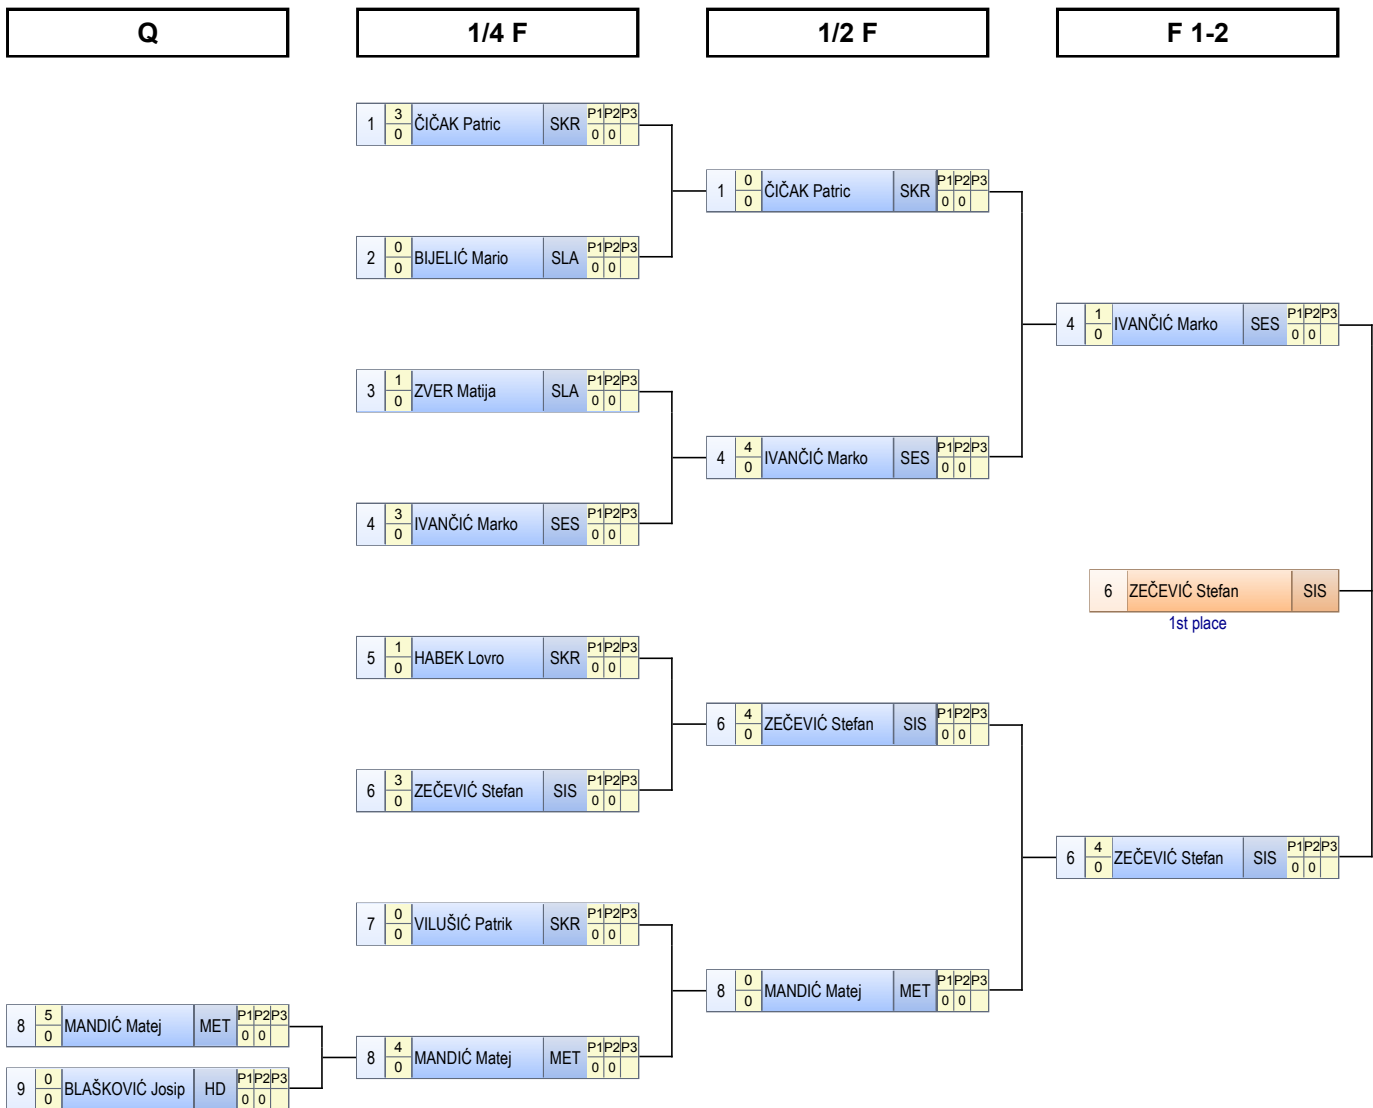 Q 1/4 F 1/2 F F 1-2
1 3 0 ČIČAK Patric SKR P1 P2 P3 0 0
1 0 0 ČIČAK Patric SKR P1 P2 P3 0 0
2 0 0 BIJELIĆ Mario SLA P1 P2 P3 0 0
4 1 0 IVANČIĆ Marko SES P1 P2 P3 0 0
3 1 0 ZVER Matija SLA P1 P2 P3 0 0
4 4 0 IVANČIĆ Marko SES P1 P2 P3 0 0
4 3 0 IVANČIĆ Marko SES P1 P2 P3 0 0
6 ZEČEVIĆ Stefan SIS
1st place
5 1 0 HABEK Lovro SKR P1 P2 P3 0 0
6 4 0 ZEČEVIĆ Stefan SIS P1 P2 P3 0 0
6 3 0 ZEČEVIĆ Stefan SIS P1 P2 P3 0 0
6 4 0 ZEČEVIĆ Stefan SIS P1 P2 P3 0 0
7 0 0 VILUŠIĆ Patrik SKR P1 P2 P3 0 0
8 0 0 MANDIĆ Matej MET P1 P2 P3 0 0
8 5 0 MANDIĆ Matej MET P1 P2 P3 0 0
8 4 0 MANDIĆ Matej MET P1 P2 P3 0 0
9 0 0 BLAŠKOVIĆ Josip HD P1 P2 P3 0 0